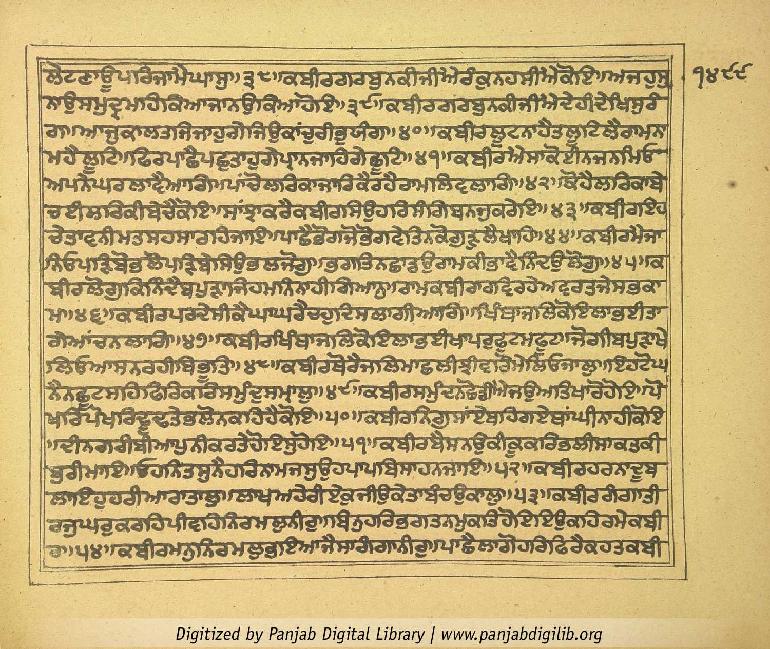 ੧੪੯੯
ਲੋਟਣਾਊਪਰਿਜਾਮੈਘਾਸੁ॥੩੮॥ਕਬੀਰਗਰਬੁਨਕੀਜੀਐਰੰਕੁਨਹਸੀਐਕੋਇ॥ਅਜਹੁਸੁ
ਨਾਉਸਮੁਦ੍ਰਮਾਹਿਕਿਆਜਾਨਉਕਿਆਹੋਇ॥੩੯॥ਕਬੀਰਗਰਬੁਨਕੀਜੀਐਦੇਹੀਦੇਖਿਸੁਰੰ
ਗ॥ਆਜੁਕਾਲਤਜਿਜਾਹੁਗੇਜਿਉਕਾਂਚੁਰੀਭੁਯੰਗ॥੪੦॥ਕਬੀਰਲੂਟਨਾਹੈਤਲੂਟਿਲੈਰਾਮਨਾ
ਮਹੈਲੂਟਿ॥ਫਿਰਪਾਛੈਪਛੁਤਾਹੁਗੇਪ੍ਰਾਨਜਾਹਿਗੇਛੂਟਿ॥੪੧॥ਕਬੀਰਐਸਾਕੋਈਨਜਨਮਿਓ
ਅਪਨੈਘਰਲਾਵੈਆਗਿ॥ਪਾਂਚੋਲਰਿਕਾਜਾਰਿਕੈਰਹੈਰਾਮਲਿਵਲਾਗਿ॥੪੨॥ਕੋਹੈਲਰਿਕਾਬੇ
ਚਈਲਰਿਕੀਬੇਚੈਕੋਇ॥ਸਾਂਝਾਕਰੈਕਬੀਰਸਿਉਹਰਿਸੰਗਿਬਨਜੁਕਰੇਇ॥੪੩॥ਕਬੀਰਇਹ
ਚੇਤਾਵਨੀਮਤਸਹਸਾਰਹਿਜਾਇ॥ਪਾਛੈਭੋਗਜੋਭੋਗਵੇਤਿਨਕੋਗੁੜੁਲੈਖਾਹਿ॥੪੪॥ਕਬੀਰਮੈਜਾ
ਨਿਓਪੜਿਬੋਭਲੋਪੜਿਬੇਸਿਉਭਲਜੋਗੁ॥ਭਗਤਿਨਛਾਡਉਰਾਮਕੀਭਾਵੈਨਿੰਦਉਲੋਗੁ॥੪੫॥ਕ
ਬੀਰਲੋਗੁਕਿਨਿੰਦੈਬਪੁੜਾਜਿਹਮਨਿਨਾਹੀਗਿਆਨੁ॥ਰਾਮਕਬੀਰਾਰਵਿਰਹੇਅਵਰਤਜੇਸਭਕਾ
ਮ॥੪੬॥ਕਬੀਰਪਰਦੇਸੀਕੈਘਾਘਰੈਚਹੁਦਿਸਲਾਗੀਆਗਿ॥ਖਿੰਥਾਜਲਿਕੋਇਲਾਭਈਤਾ
ਗੇਆਂਚਨਲਾਗ॥੪੭॥ਕਬੀਰਖਿੰਥਾਜਲਿਕੋਇਲਾਭਈਖਾਪਰੁਫੂਟਮਫੂਟ॥ਜੋਗੀਬਪੁੜਾਖੇ
ਲਿਓਆਸਨਰਹੀਬਿਭੂਤਿ॥੪੮॥ਕਬੀਰਥੋਰੈਜਲਿਮਾਛੁਲੀਝੀਵਰਿਮੇਲਿਓਜਾਲੁ॥ਇਹਟੋਘ
ਨੈਨਛੂਟਸਹਿਫਿਰਿਕਰਿਸਮੁੰਦੁਸਮ੍ਹਾਲੁ॥੪੯॥ਕਬੀਰਸਮੁੰਦਨਛੋਡੀਐਜਉਅਤਿਖਾਰੋਹੋਇ॥ਪੋ
ਖਰਿਪੋਖਰਿਢੂਢਤੇਭਲੋਨਕਹਿਹੈਕੋਇ॥੫੦॥ਕਬੀਰਨਿਗੁਸਾਂਏਂਬਹਿਗਏਥਾਂਘੀਨਾਹੀਕੋਇ
॥ਦੀਨਗਰੀਬੀਆਪੁਨੀਕਰਤੇਹੋਇਸੁਹੋਇ॥੫੧॥ਕਬੀਰਬੈਸਨਉਕੀਕੂਕਰਿਭਲੀਸਾਕਤਕੀ
ਬੁਰੀਮਾਇ॥ਓਹਨਿਤਸੁਨੈਹਰਿਨਾਮਜਸੁਉਹਪਾਪਬਿਸਾਹਨਜਾਇ॥੫੨॥ਕਬੀਰਹਰਨਾਦੂਬ
ਲਾਇਹੁਹਰੀਆਰਾਤਾਲੁ॥ਲਾਖਅਹੇਰੀਏਕੁਜੀਉਕੇਤਾਬੰਚਉਕਾਲੁ॥੫੩॥ਕਬੀਰਗੰਗਾਤੀ
ਰਜੁਘਰੁਕਰਹਿਪੀਵਹਿਨਿਰਮਲਨੀਰੁ॥ਬਿਨੁਹਰਿਭਗਤਨਮੁਕਤਿਹੋਇਇਉਕਹਿਰਮੇਕਬੀ
ਰ॥੫੪॥ਕਬੀਰਮਨੁਨਿਰਮਲੁਭਇਆਜੈਸਾਗੰਗਾਨੀਰੁ॥ਪਾਛੈਲਾਗੋਹਰਿਫਿਰੈਕਹਤਕਬੀ
Digitized by Panjab Digital Library | www.panjabdigilib.org